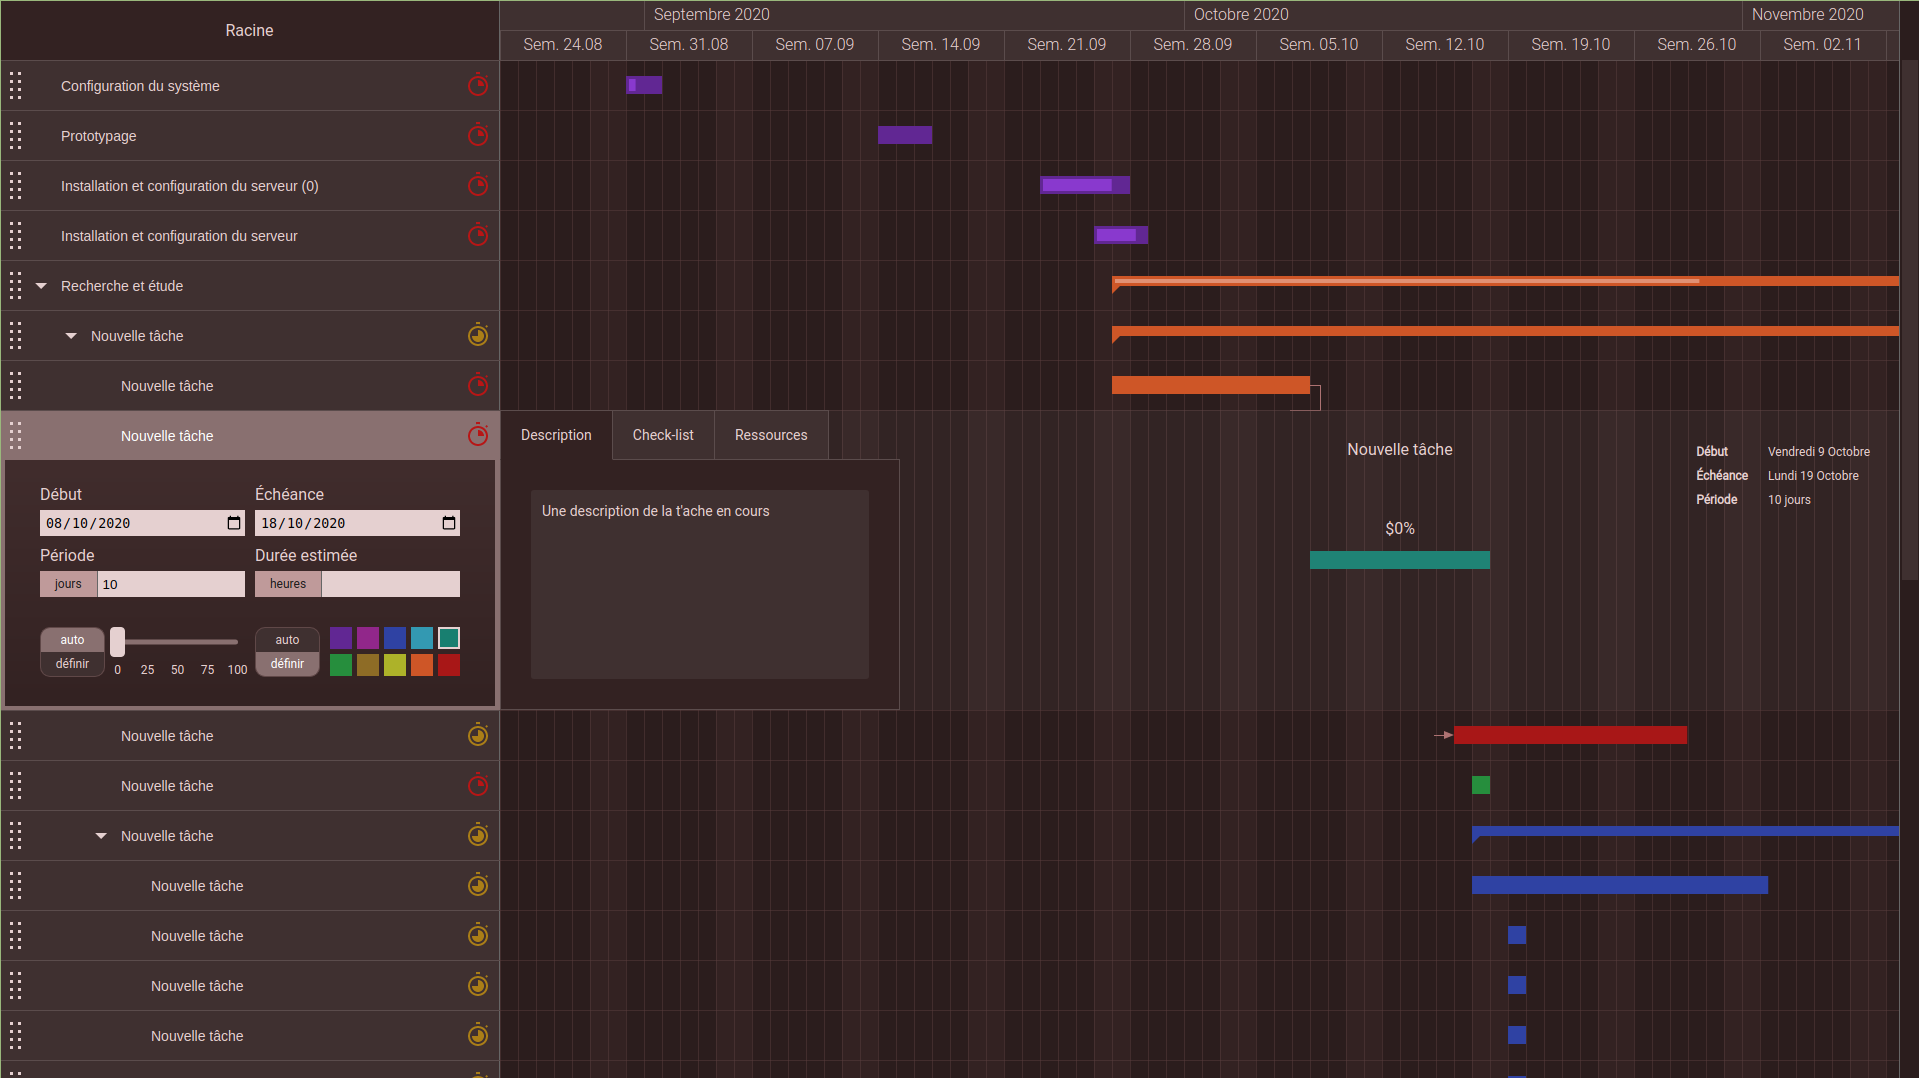 Racine
Septembre 2020
Octobre 2020
Novembre 2020
Sem. 24.08
Sem. 31.08
Sem. 07.09
Sem. 14.09
Sem. 21.09
Sem. 28.09
Sem. 05.10
Sem. 12.10
Sem. 19.10
Sem. 26.10
Sem. 02.11
Configuration du système
Prototypage
Installation et configuration du serveur (0)
Installation et configuration du serveur
Recherche et étude
Nouvelle tâche
Nouvelle tâche
Nouvelle tâche
Début
Échéance
08/10/2020
18/10/2020
Période
Durée estimée
jours
10
heures
auto
définir
0
25
50
75
100
auto
définir
Description
Check-list
Ressources
Une description de la t'ache en cours
Nouvelle tâche
$0%
Début Vendredi 9 Octobre
Échéance Lundi 19 Octobre
Période 10 jours
Nouvelle tâche
Nouvelle tâche
Nouvelle tâche
Nouvelle tâche
Nouvelle tâche
Nouvelle tâche
Nouvelle tâche